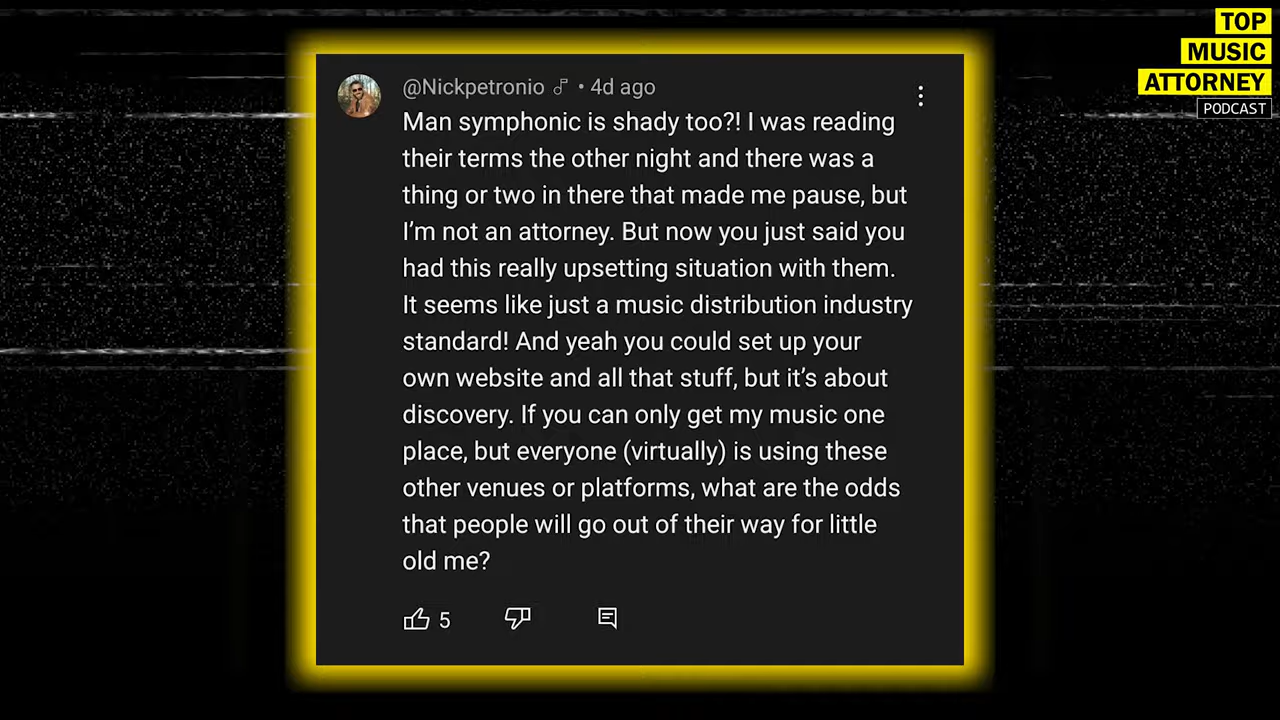 TOP
MUSIC
ATTORNEY
PODCAST
@Nickpetronio • 4d ago
Man symphonic is shady too?! I was reading
their terms the other night and there was a
thing or two in there that made me pause, but
I'm not an attorney. But now you just said you
had this really upsetting situation with them.
It seems like just a music distribution industry
standard! And yeah you could set up your
own website and all that stuff, but it's about
discovery. If you can only get my music one
place, but everyone (virtually) is using these
other venues or platforms, what are the odds
that people will go out of their way for little
old me?
5